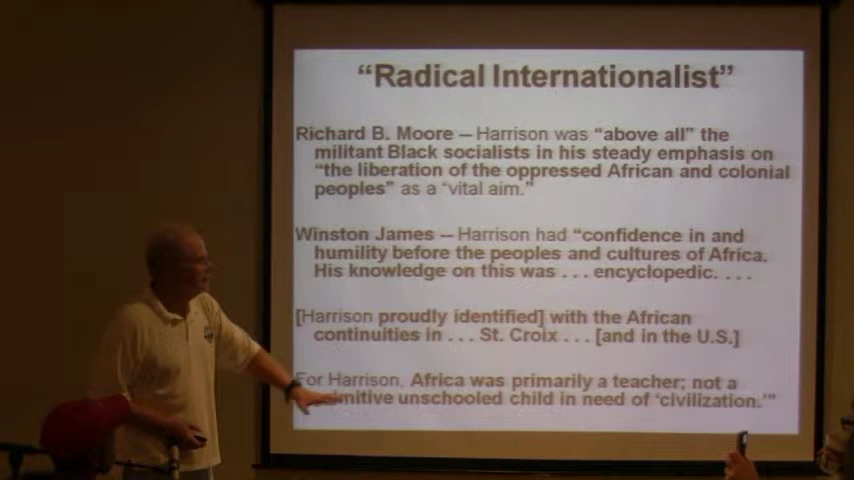 “Radical Internationalist”
Richard B. Moore – Harrison was “above all” the
militant Black socialists in his steady emphasis on
“the liberation of the oppressed African and colonial
peoples” as a “vital aim.”
Winston James – Harrison had “confidence in and
humility before the peoples and cultures of Africa.
His knowledge on this was . . . encyclopedic. . . .
[Harrison proudly identified] with the African
continuities in . . . St. Croix . . . [and in the U.S.]
For Harrison, Africa was primarily a teacher; not a
unschooled child in need of ‘civilization.’”